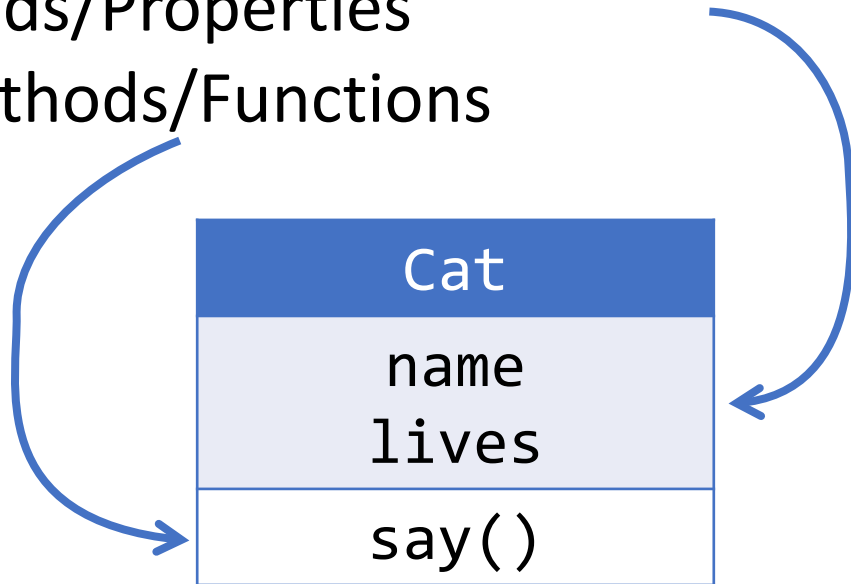 ds/Properties
thods/Functions
Cat
name
lives
say()